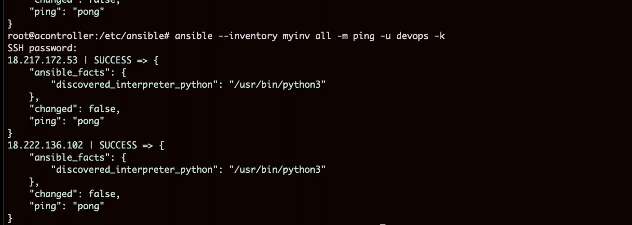 "changed": false,
"ping": "pong"
}
root@acontroller:/etc/ansible# ansible --inventory myinv all -m ping -u devops -k
SSH password:
18.217.172.53 | SUCCESS => {
"ansible_facts": {
"discovered_interpreter_python": "/usr/bin/python3"
},
"changed": false,
"ping": "pong"
}
18.222.136.102 | SUCCESS => {
"ansible_facts": {
"discovered_interpreter_python": "/usr/bin/python3"
},
"changed": false,
"ping": "pong"
}